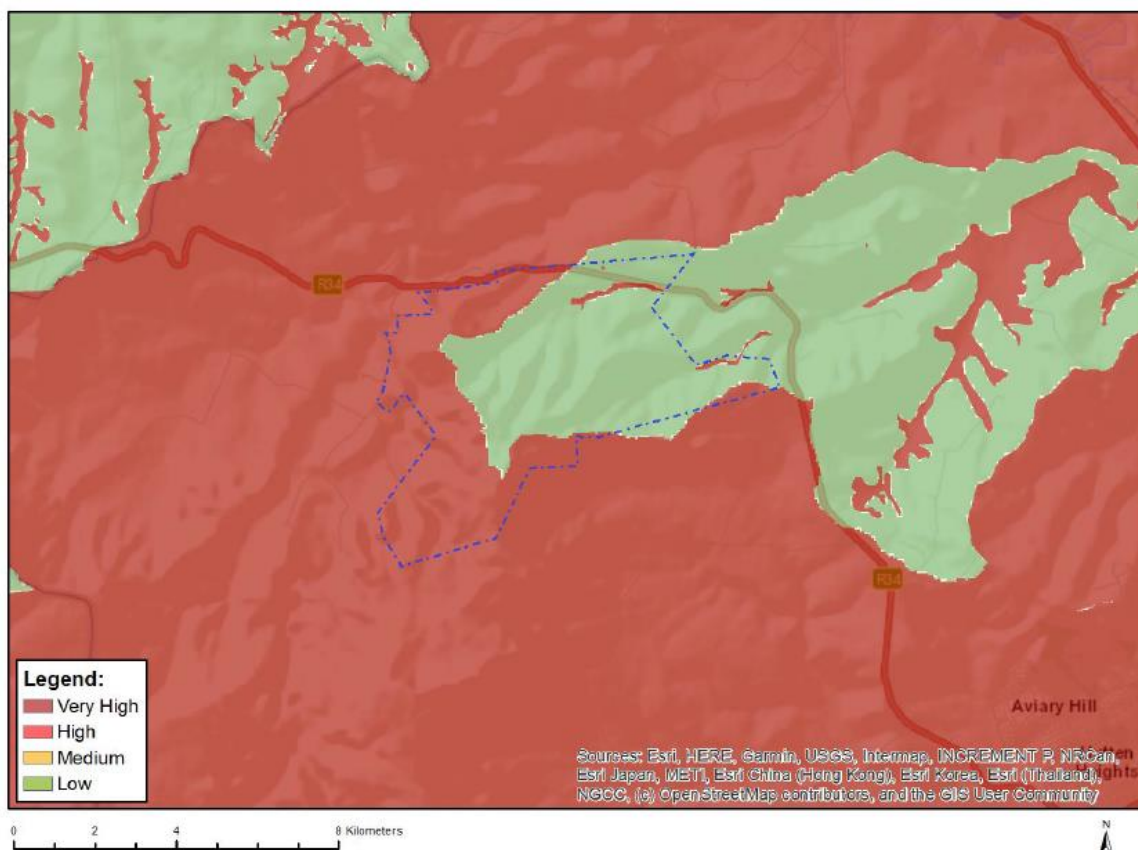 R34
R34
Legend:
Very High
High
Medium
Low
Aviary Hill
Heights
Sources: Esri, HERE, Garmin, USGS, Intermap, INCREMENT P, NRCan,
Esri Japan, METI, Esri China (Hong Kong), Esri Korea, Esri (Thailand),
NGCC, (c) OpenStreetMap contributors, and the GIS User Community
0 2 4 8 Kilometers
N